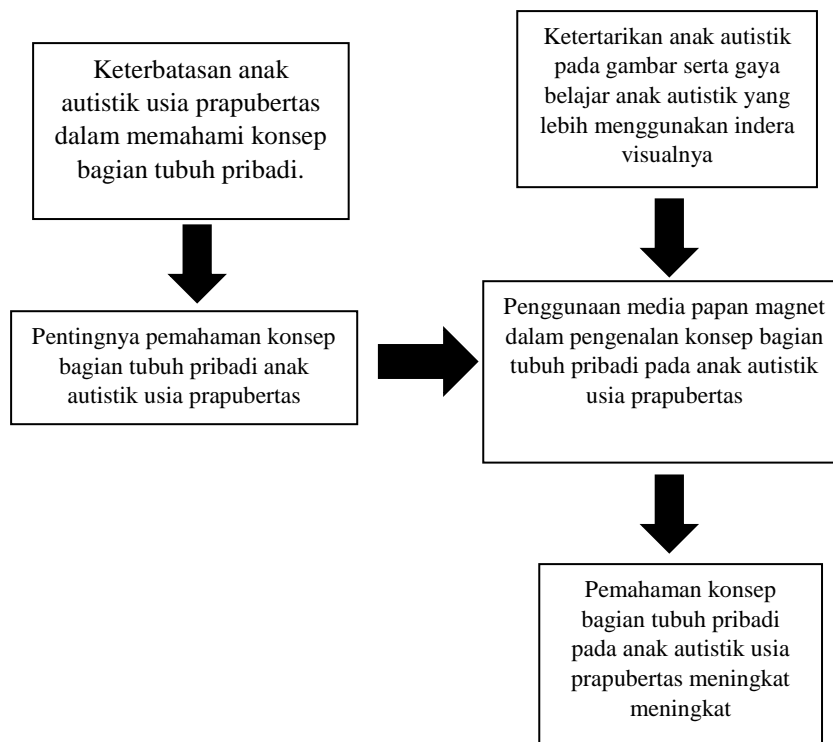 Keterbatasan anak
autistik usia prapubertas
dalam memahami konsep
bagian tubuh pribadi.
Ketertarikan anak autistik
pada gambar serta gaya
belajar anak autistik yang
lebih menggunakan indera
visualnya
Pentingnya pemahaman konsep
bagian tubuh pribadi anak
autistik usia prapubertas
Penggunaan media papan magnet
dalam pengenalan konsep bagian
tubuh pribadi pada anak autistik
usia prapubertas
Pemahaman konsep
bagian tubuh pribadi
pada anak autistik usia
prapubertas meningkat
meningkat